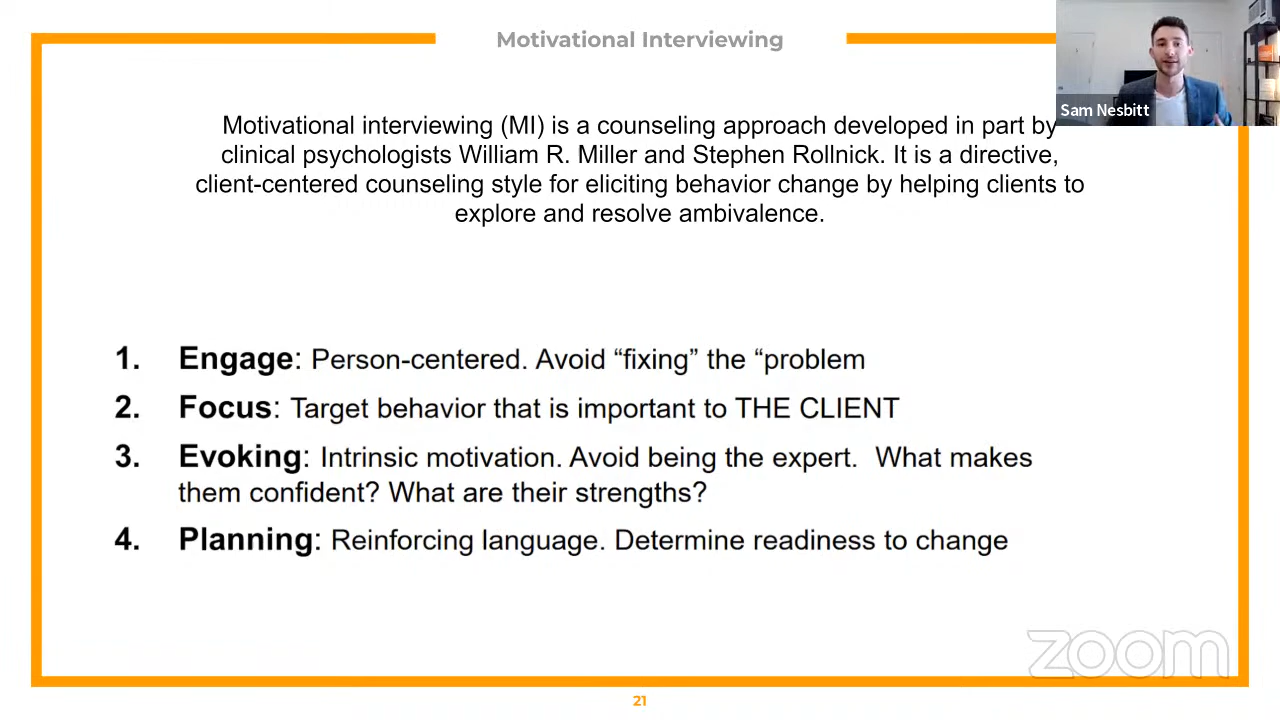 Motivational Interviewing
Sam Nesbitt
Motivational interviewing (MI) is a counseling approach developed in part by
clinical psychologists William R. Miller and Stephen Rollnick. It is a directive,
client-centered counseling style for eliciting behavior change by helping clients to
explore and resolve ambivalence.
1. Engage: Person-centered. Avoid “fixing” the “problem
2. Focus: Target behavior that is important to THE CLIENT
3. Evoking: Intrinsic motivation. Avoid being the expert.  What makes
them confident? What are their strengths?
4. Planning: Reinforcing language. Determine readiness to change
zoom
21